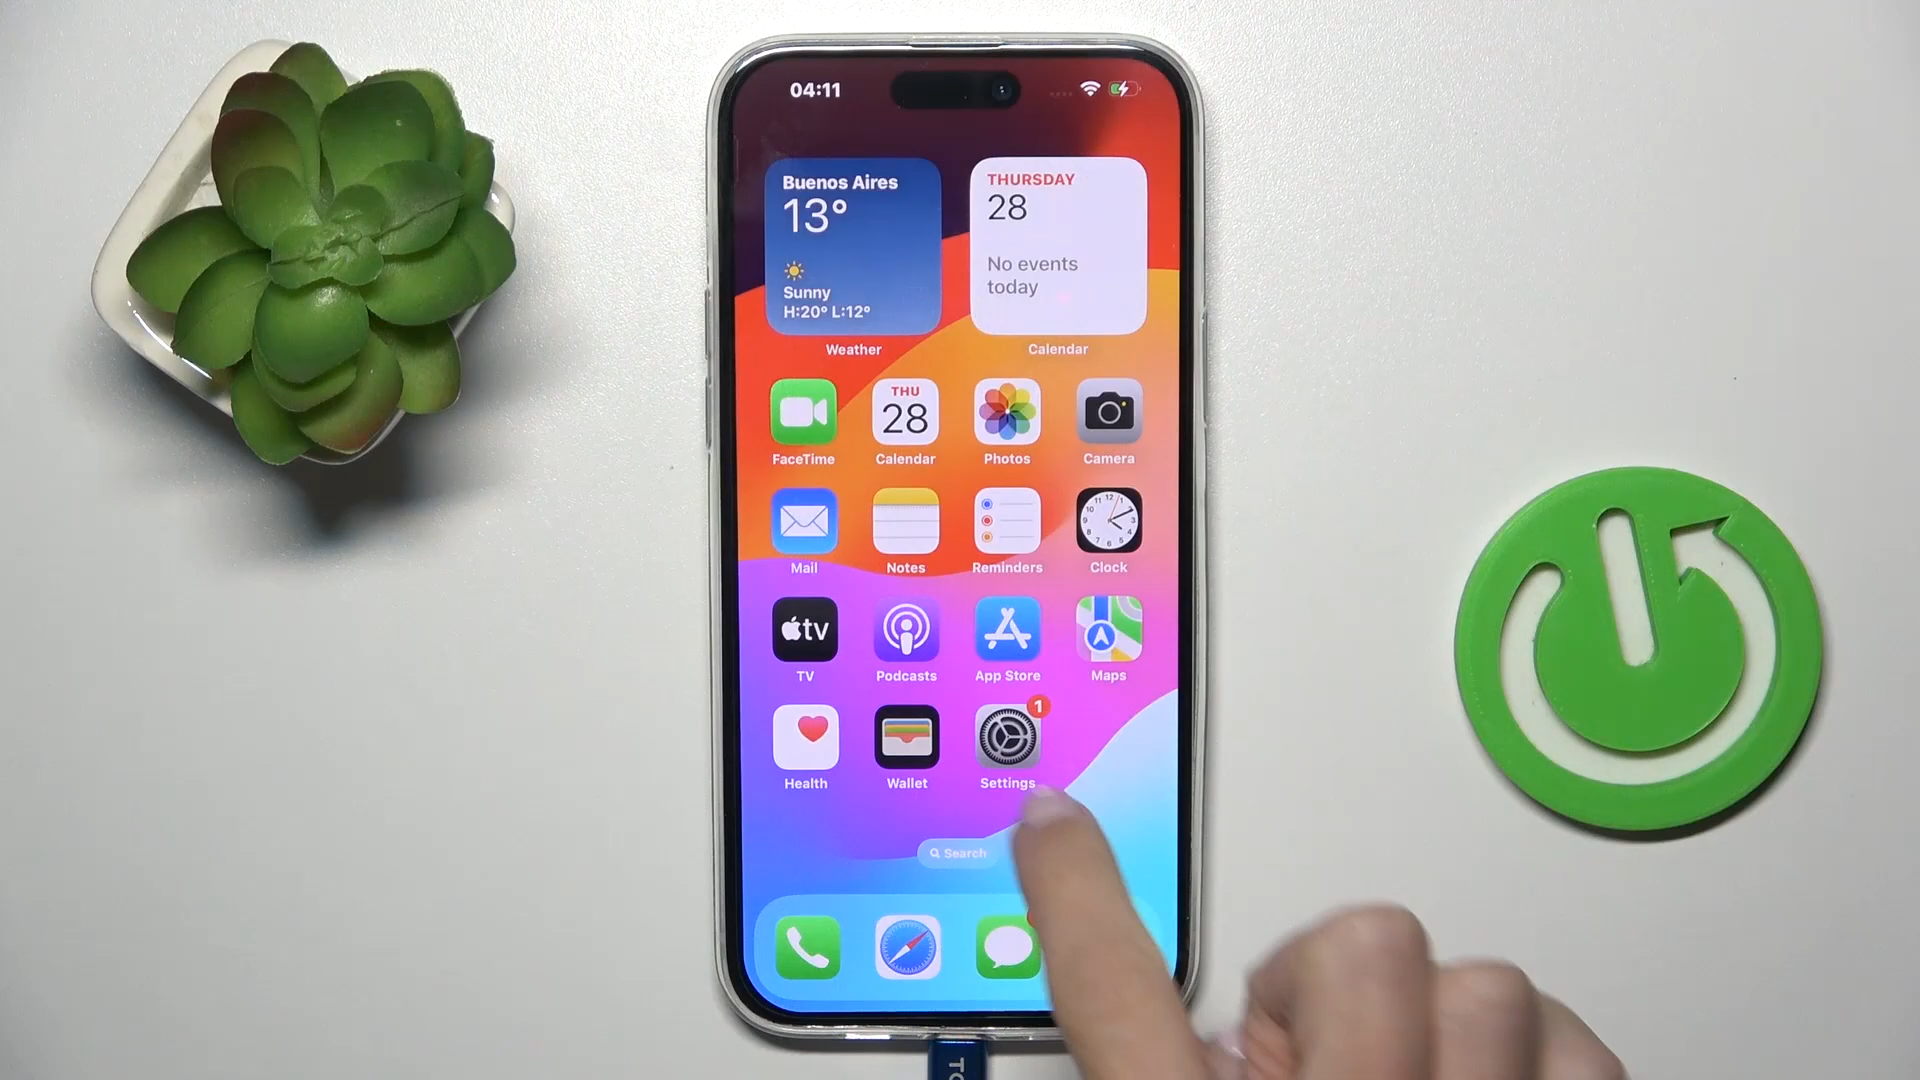 04:11
Buenos Aires
13°
Sunny
H:20° L:12°
Weather
THURSDAY
28
No events
today
Calendar
FaceTime
THU
28
Calendar
Photos
Camera
Mail
Notes
Reminders
Clock
tv
TV
Podcasts
App Store
Maps
Health
Wallet
1
Settings
Search